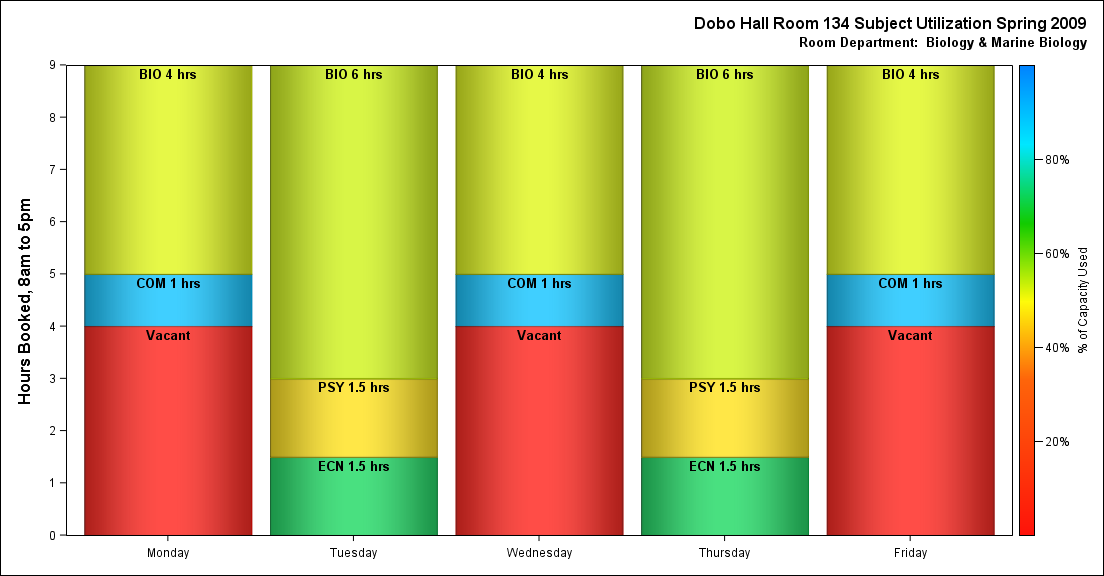 Dobo Hall Room 134 Subject Utilization Spring 2009
Room Department:  Biology & Marine Biology
Hours Booked, 8am to 5pm
9
8
7
6
5
4
3
2
1
0
BIO 4 hrs
COM 1 hrs
Vacant
BIO 6 hrs
PSY 1.5 hrs
ECN 1.5 hrs
BIO 4 hrs
COM 1 hrs
Vacant
BIO 6 hrs
PSY 1.5 hrs
ECN 1.5 hrs
BIO 4 hrs
COM 1 hrs
Vacant
Monday
Tuesday
Wednesday
Thursday
Friday
80%
60%
40%
20%
% of Capacity Used